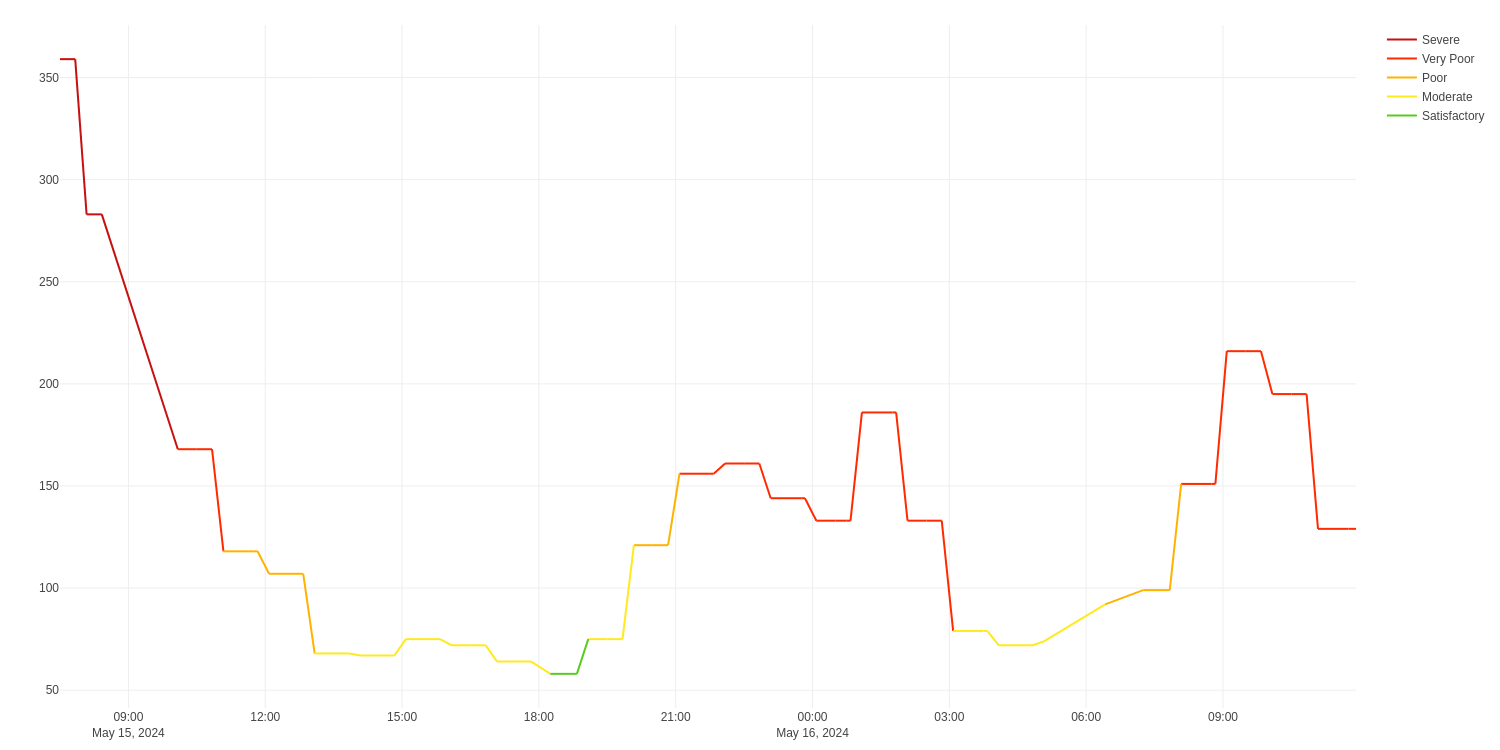 350
300
250
200
150
100
50
09:00
May 15, 2024
12:00
15:00
18:00
21:00
00:00
May 16, 2024
03:00
06:00
09:00
Severe
Very Poor
Poor
Moderate
Satisfactory